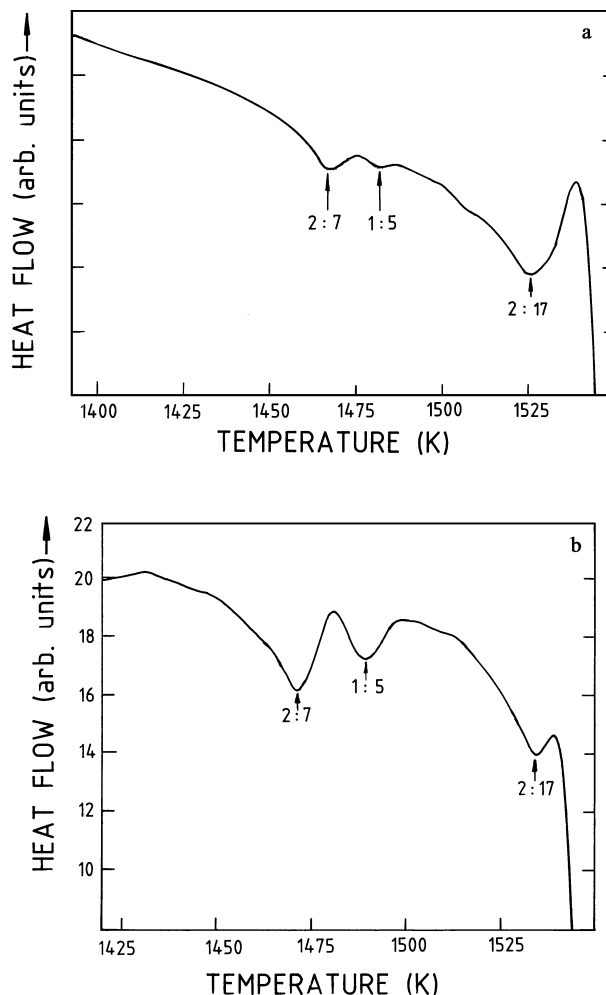 a
HEAT FLOW (arb. units)
2 : 7
1 : 5
2 : 17
1400 1425 1450 1475 1500 1525
TEMPERATURE (K)
b
HEAT FLOW (arb. units)
22
20
18
16
14
12
10
2:7
1 : 5
2 : 17
1425 1450 1475 1500 1525
TEMPERATURE (K)